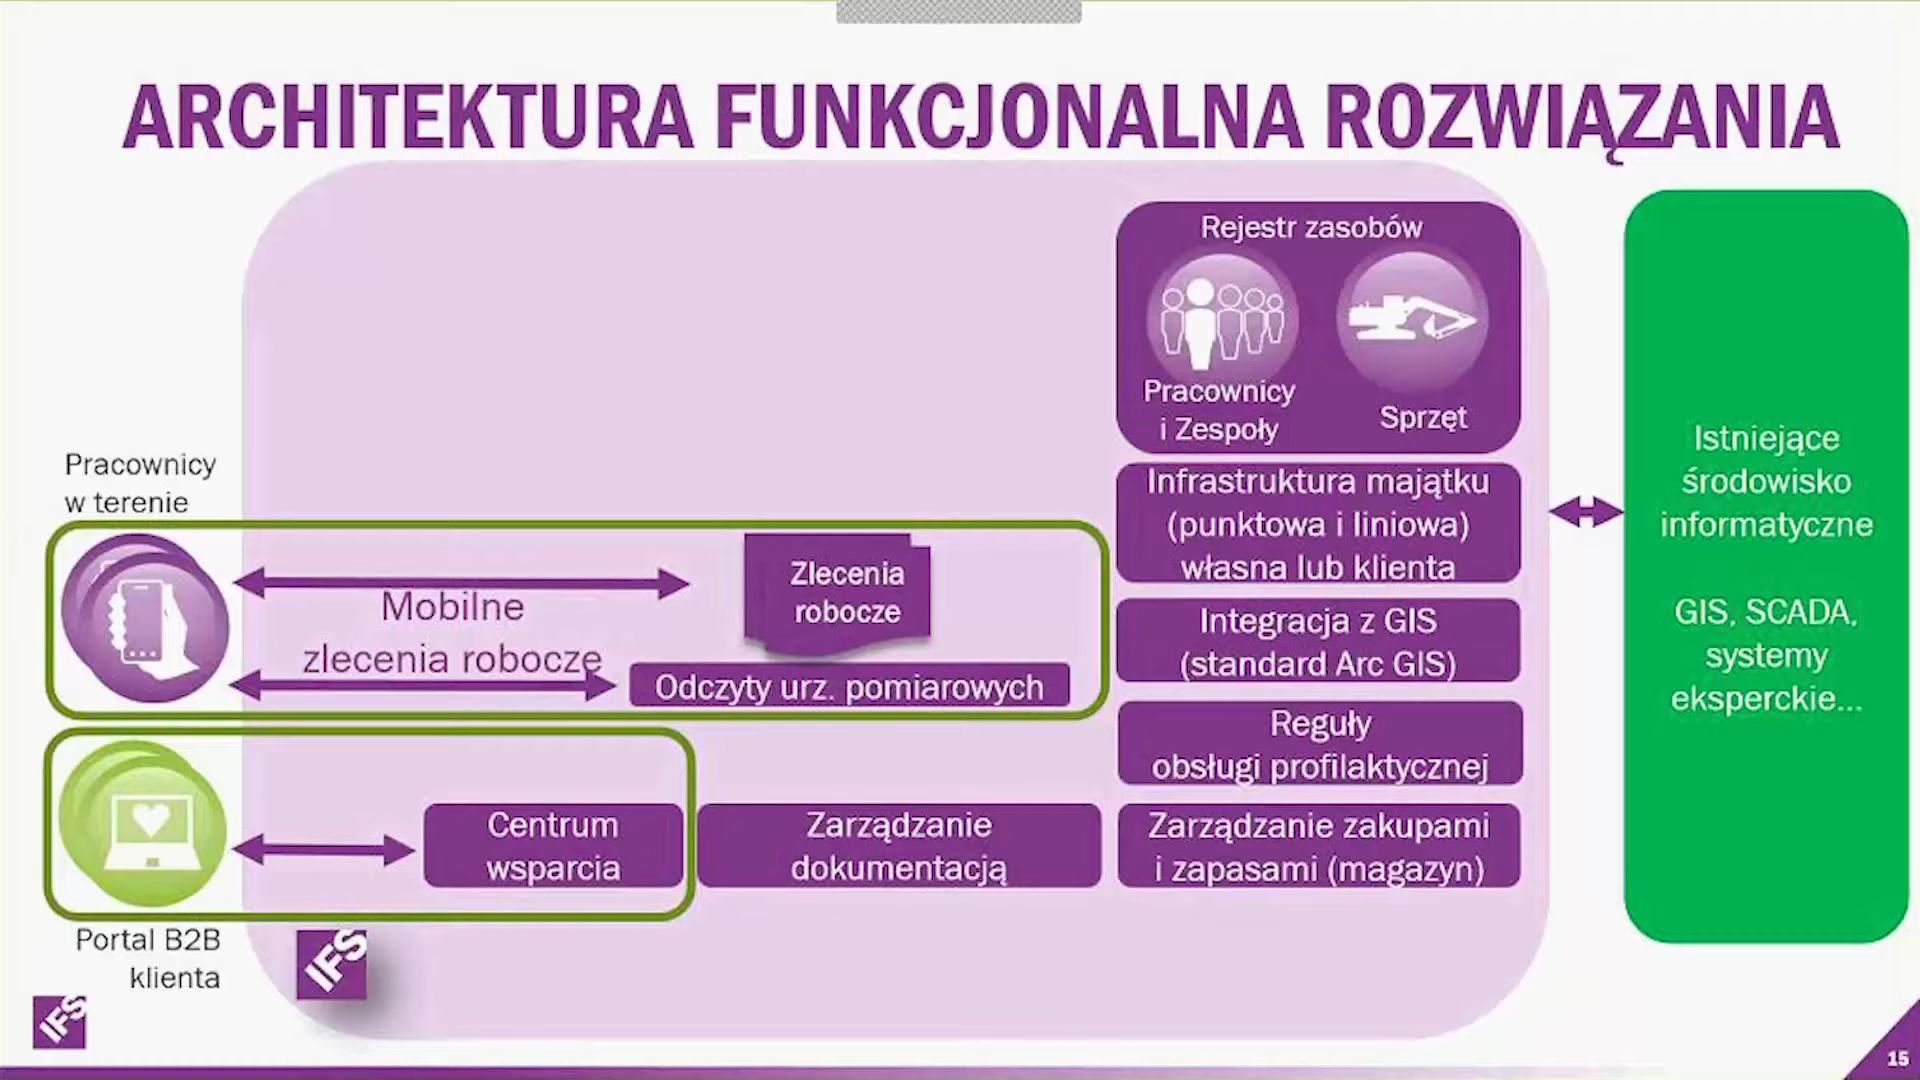 ARCHITEKTURA FUNKCJONALNA ROZWIĄZANIA
Rejestr zasobów
Pracownicy
i Zespoły
Sprzęt
Infrastruktura majątku
(punktowa i liniowa)
własna lub klienta
Integracja z GIS
(standard Arc GIS)
Reguły
obsługi profilaktycznej
Zarządzanie zakupami
i zapasami (magazyn)
Istniejące
środowisko
informatyczne
GIS, SCADA,
systemy
eksperckie...
Pracownicy
w terenie
Mobilne
zlecenia robocze
Zlecenia
robocze
Odczyty urz. pomiarowych
Centrum
wsparcia
Zarządzanie
dokumentacją
Portal B2B
klienta
IFS
IFS
15